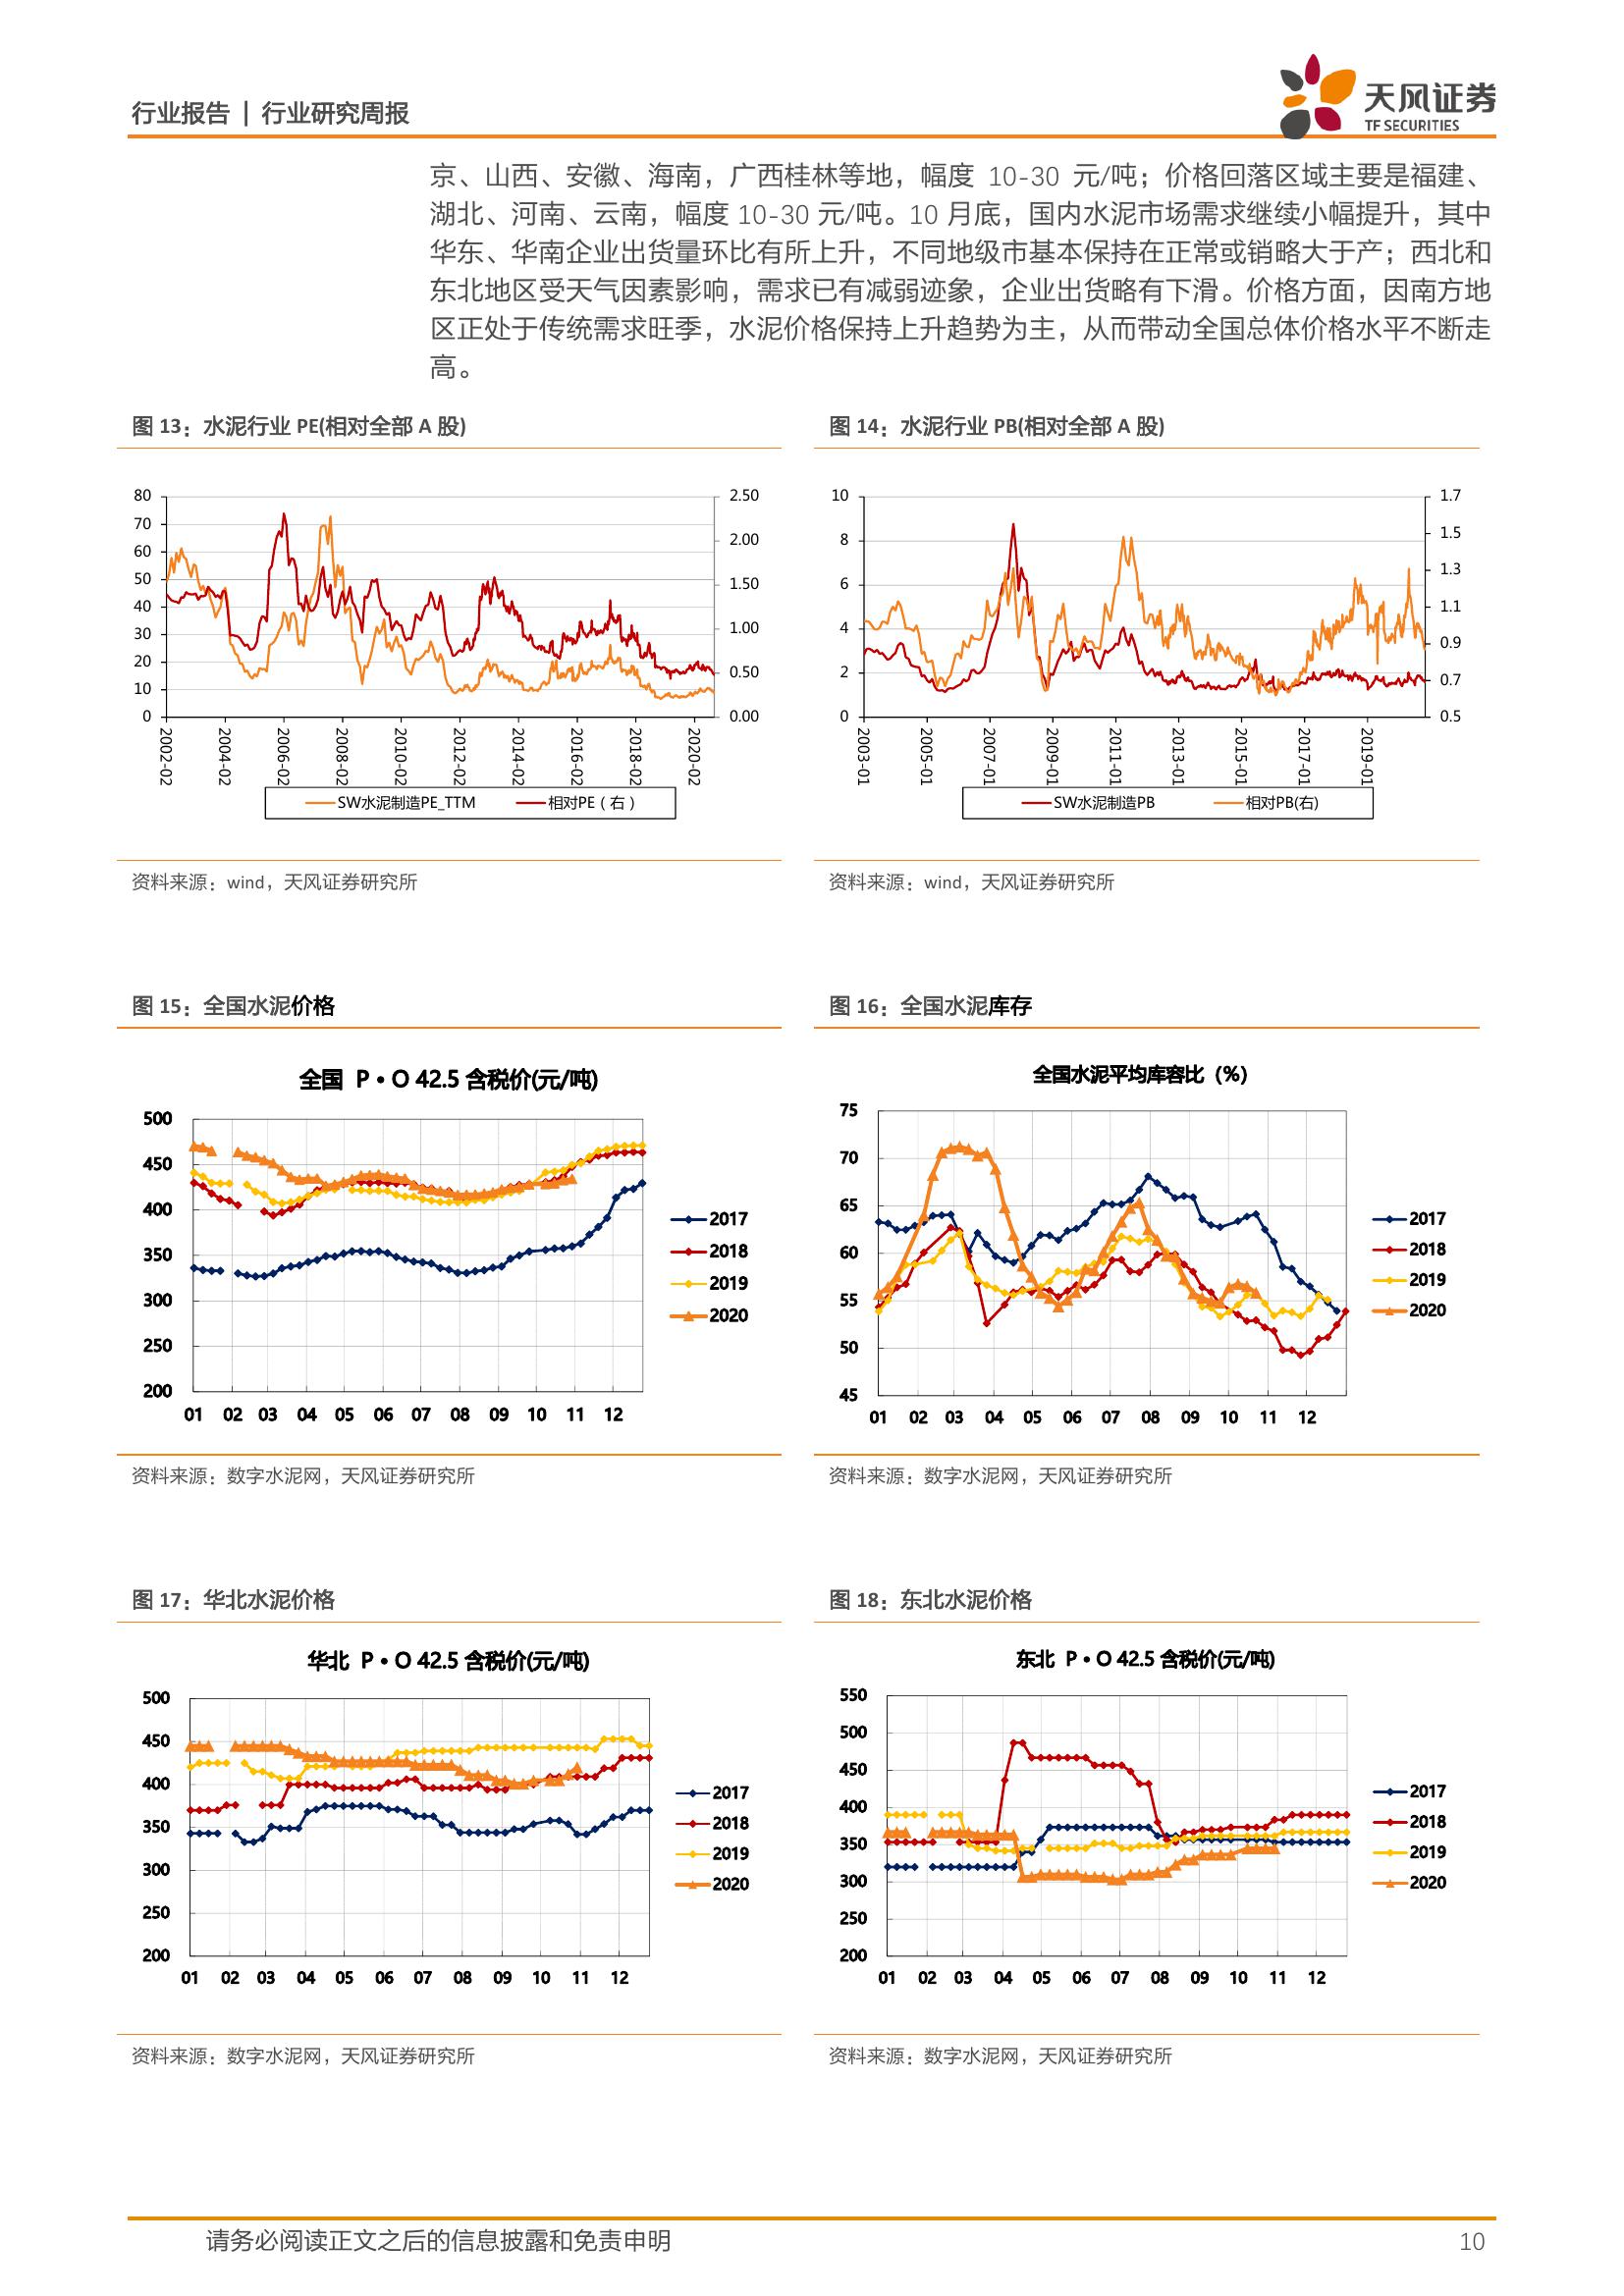 行业报告 | 行业研究周报
天风证券
TF SECURITIES
京、山西、安徽、海南，广西桂林等地，幅度 10-30 元/吨；价格回落区域主要是福建、
湖北、河南、云南，幅度 10-30 元/吨。10 月底，国内水泥市场需求继续小幅提升，其中
华东、华南企业出货量环比有所上升，不同地级市基本保持在正常或销略大于产；西北和
东北地区受天气因素影响，需求已有减弱迹象，企业出货略有下滑。价格方面，因南方地
区正处于传统需求旺季，水泥价格保持上升趋势为主，从而带动全国总体价格水平不断走
高。
图 13：水泥行业 PE(相对全部 A 股)
80
70
60
50
40
30
20
10
0
2.50
2.00
1.50
1.00
0.50
0.00
2002-02
2004-02
2006-02
2008-02
2010-02
2012-02
2014-02
2016-02
2018-02
2020-02
SW水泥制造PE_TTM
相对PE（右）
资料来源：wind，天风证券研究所
图 14：水泥行业 PB(相对全部 A 股)
10
8
6
4
2
0
1.7
1.5
1.3
1.1
0.9
0.7
0.5
2003-01
2005-01
2007-01
2009-01
2011-01
2013-01
2015-01
2017-01
2019-01
SW水泥制造PB
相对PB(右)
资料来源：wind，天风证券研究所
图 15：全国水泥价格
全国 P • O 42.5 含税价(元/吨)
500
450
400
350
300
250
200
01 02 03 04 05 06 07 08 09 10 11 12
2017
2018
2019
2020
资料来源：数字水泥网，天风证券研究所
图 16：全国水泥库存
全国水泥平均库容比（%）
75
70
65
60
55
50
45
01 02 03 04 05 06 07 08 09 10 11 12
2017
2018
2019
2020
资料来源：数字水泥网，天风证券研究所
图 17：华北水泥价格
华北 P • O 42.5 含税价(元/吨)
500
450
400
350
300
250
200
01 02 03 04 05 06 07 08 09 10 11 12
2017
2018
2019
2020
资料来源：数字水泥网，天风证券研究所
图 18：东北水泥价格
东北 P • O 42.5 含税价(元/吨)
550
500
450
400
350
300
250
200
01 02 03 04 05 06 07 08 09 10 11 12
2017
2018
2019
2020
资料来源：数字水泥网，天风证券研究所
请务必阅读正文之后的信息披露和免责申明
10